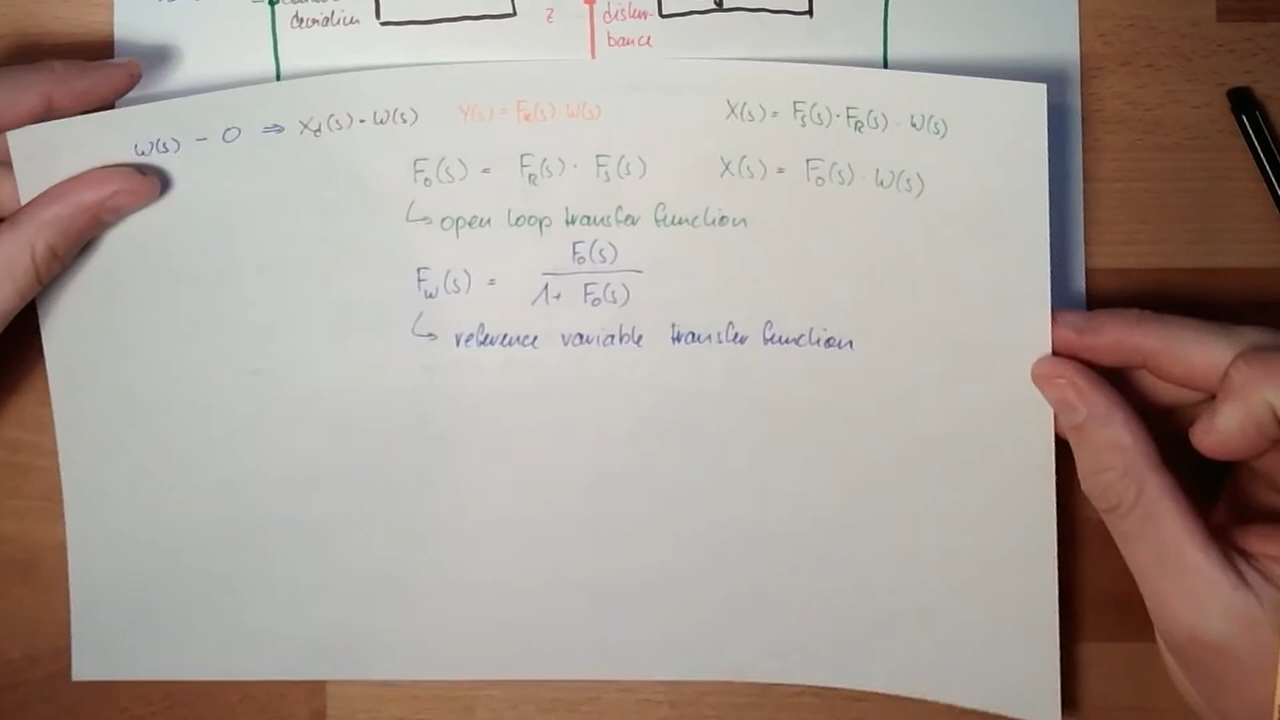 deviation
z
distur-
bance
W(s) - 0 ⇒ X_d(s) = W(s) Y(s) = F_R(s) · W(s) X(s) = F_S(s) · F_R(s) · W(s)
F_0(s) = F_R(s) · F_S(s) X(s) = F_0(s) · W(s)
↳ open loop transfer function
F_w(s) = F_0(s) / 1 + F_0(s)
↳ reference variable transfer function